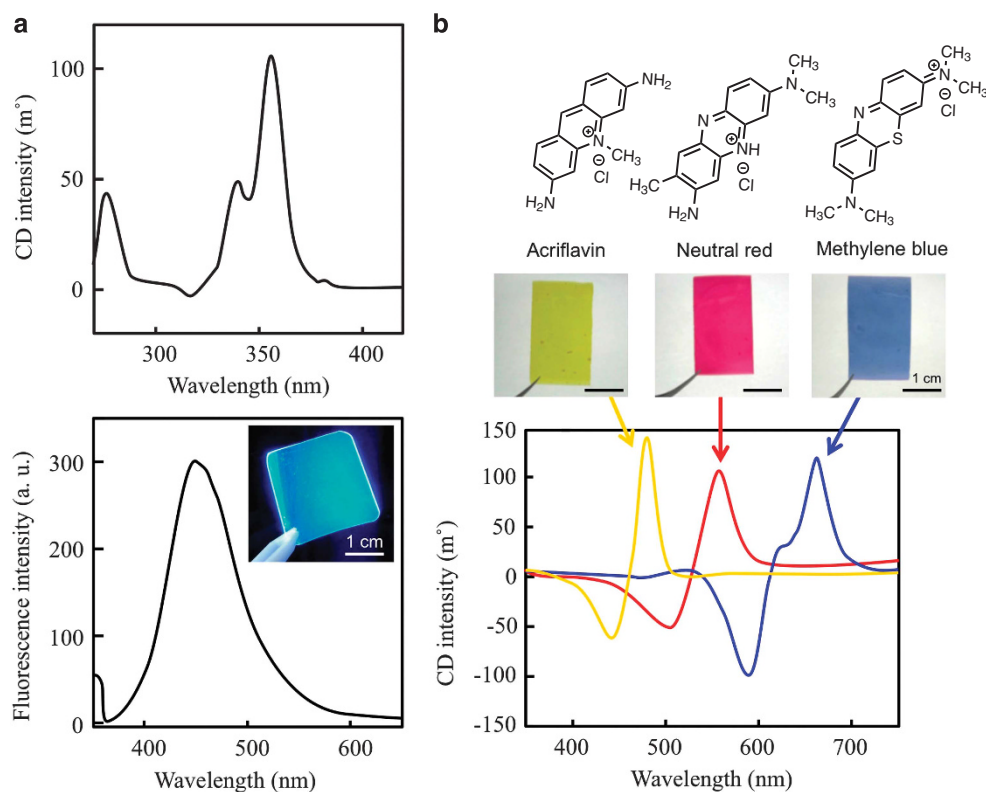 a
CD intensity (m°)
100
50
0
300
350
400
Wavelength (nm)
Fluorescence intensity (a. u.)
300
200
100
0
1 cm
400
500
600
Wavelength (nm)
b
NH₂
N
⊕
CH₃
⊖
Cl
H₂N
Acriflavin
CH₃
N
CH₃
N
⊕
NH
H₃C
⊖
Cl
H₂N
Neutral red
CH₃
⊕
N
CH₃
⊖
Cl
N
S
N
H₃C
CH₃
Methylene blue
1 cm
CD intensity (m°)
150
100
50
0
-50
-100
-150
400
500
600
700
Wavelength (nm)